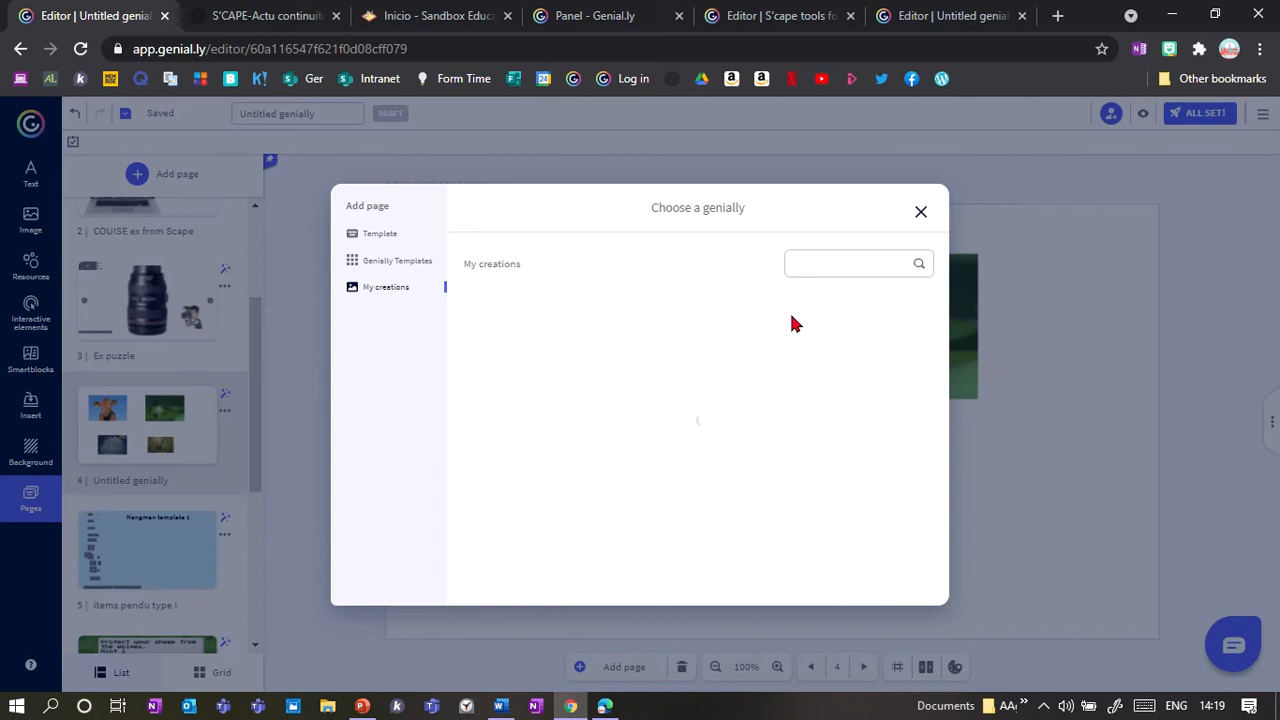 Editor | Untitled genial
S'CAPE-Actu continuit
Inicio - Sandbox Educa
Panel - Genial.ly
Editor | S'cape tools fo
Editor | Untitled genial
app.genial.ly/editor/60a116547f621f0d08cff079
Ger
Intranet
Form Time
Log in
Other bookmarks
Saved
Untitled genially
DRAFT
ALL SET!
Text
Image
Resources
Interactive
elements
Smartblocks
Insert
Background
Pages
Add page
2 | COUISE ex from Scape
3 | Ex puzzle
4 | Untitled genially
Hangman template 1
5 | items pendu type I
Protect your sheep from
The wolves.
Hint 1
List
Grid
Add page
Template
Genially Templates
My creations
Choose a genially
My creations
Add page
100%
4
Documents
14:19